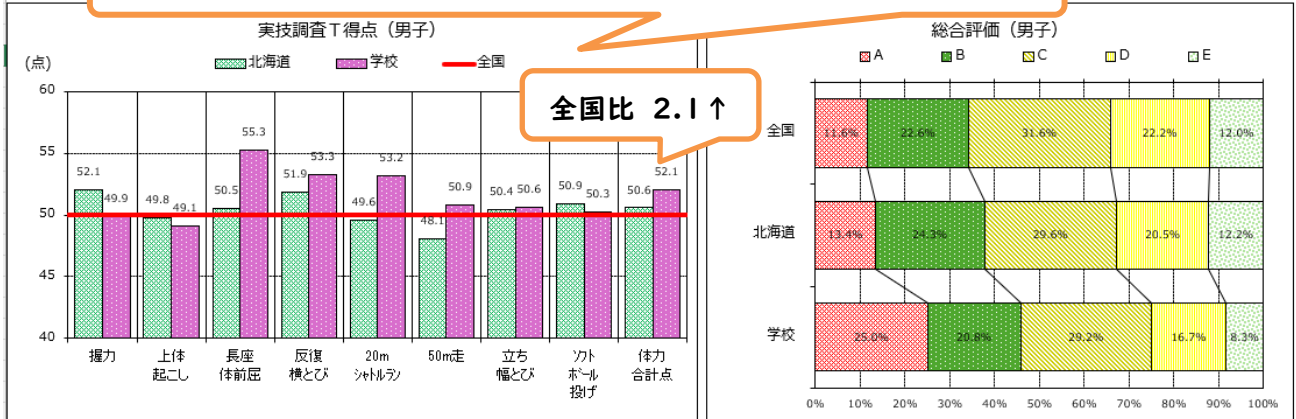 実技調査T得点（男子）
(点)
北海道
学校
全国
60
55
50
45
40
52.1
49.9
49.8
49.1
50.5
55.3
51.9
53.3
49.6
53.2
48.1
50.9
50.4
50.6
50.9
50.3
50.6
52.1
握力
上体
起こし
長座
体前屈
反復
横とび
20m
ｼｬﾄﾙﾗﾝ
50m走
立ち
幅とび
ｿﾌﾄ
ﾎﾞｰﾙ
投げ
体力
合計点
全国比 2.1↑
総合評価（男子）
A
B
C
D
E
全国
11.6%
22.6%
31.6%
22.2%
12.0%
北海道
13.4%
24.3%
29.6%
20.5%
12.2%
学校
25.0%
20.8%
29.2%
16.7%
8.3%
0%
10%
20%
30%
40%
50%
60%
70%
80%
90%
100%